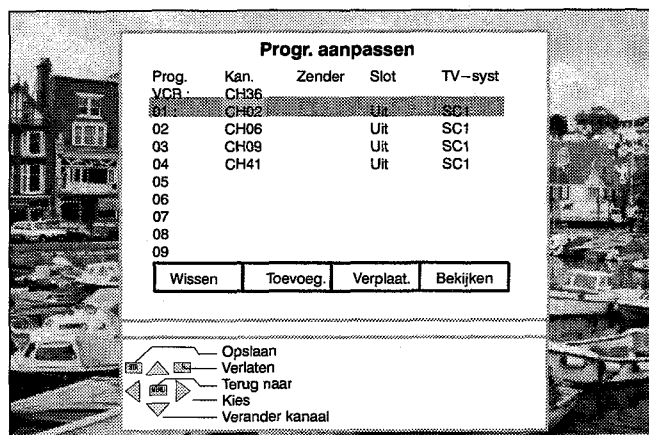 Progr. aanpassen
Prog. Kan. Zender Slot TV-syst
VCR : CH36
01 : CH02 Uit SC1
02 CH06 Uit SC1
03 CH09 Uit SC1
04 CH41 Uit SC1
05
06
07
08
09
Wissen Toevoeg. Verplaat. Bekijken
Opslaan
STR
Verlaten
Terug naar
MENU
Kies
Verander kanaal